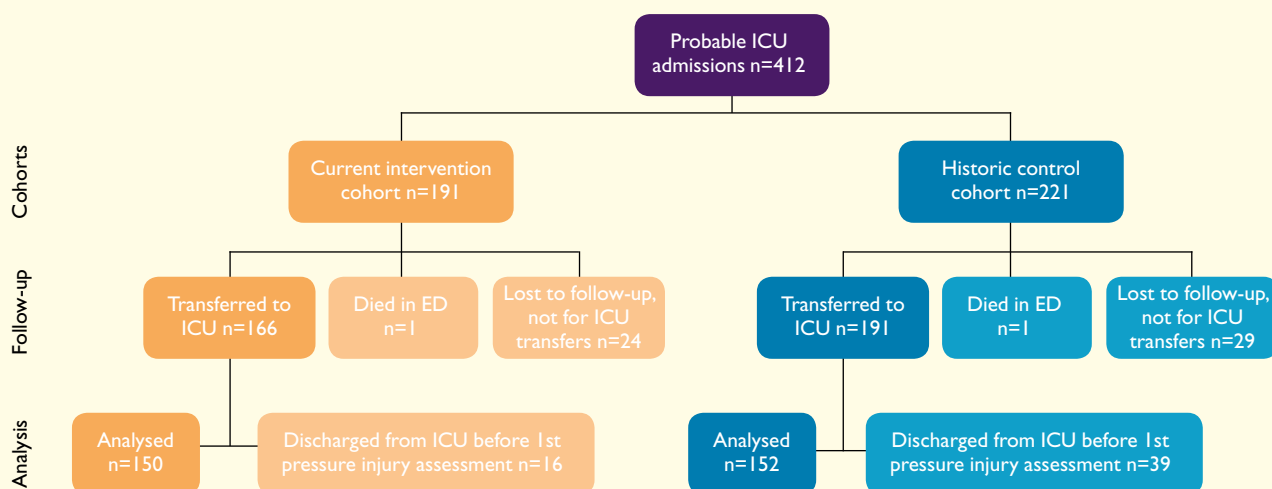 Probable ICU
admissions n=412
Cohorts
Current intervention
cohort n=191
Historic control
cohort n=221
Follow-up
Transferred to
ICU n=166
Died in ED
n=1
Lost to follow-up,
not for ICU
transfers n=24
Transferred to
ICU n=191
Died in ED
n=1
Lost to follow-up,
not for ICU
transfers n=29
Analysis
Analysed
n=150
Discharged from ICU before 1st
pressure injury assessment n=16
Analysed
n=152
Discharged from ICU before 1st
pressure injury assessment n=39